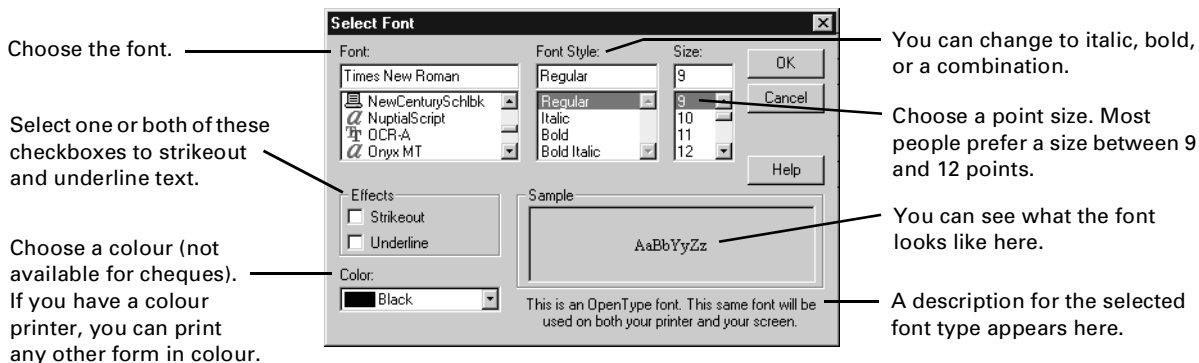 Choose the font.
Select one or both of these
checkboxes to strikeout
and underline text.
Choose a colour (not
available for cheques).
If you have a colour
printer, you can print
any other form in colour.
Select Font
Font:
Times New Roman
NewCenturySchlbk
NuptialScript
OCR-A
Onyx MT
Font Style:
Regular
Regular
Italic
Bold
Bold Italic
Size:
9
9
10
11
12
OK
Cancel
Help
Effects
Strikeout
Underline
Color:
Black
Sample
AaBbYyZz
This is an OpenType font. This same font will be
used on both your printer and your screen.
You can change to italic, bold,
or a combination.
Choose a point size. Most
people prefer a size between 9
and 12 points.
You can see what the font
looks like here.
A description for the selected
font type appears here.